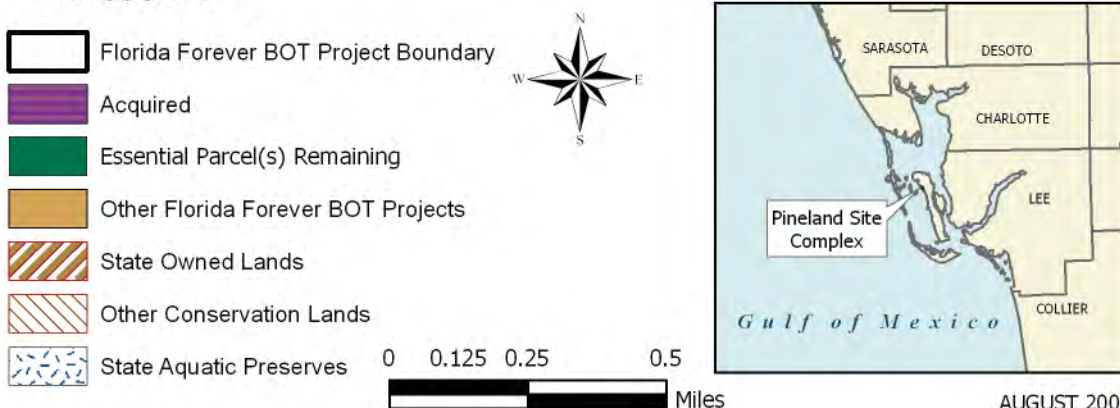 Florida Forever BOT Project Boundary
Acquired
Essential Parcel(s) Remaining
Other Florida Forever BOT Projects
State Owned Lands
Other Conservation Lands
State Aquatic Preserves
N
W
E
S
0 0.125 0.25 0.5
Miles
SARASOTA
DESOTO
CHARLOTTE
LEE
Pineland Site
Complex
COLLIER
Gulf of Mexico
AUGUST 200